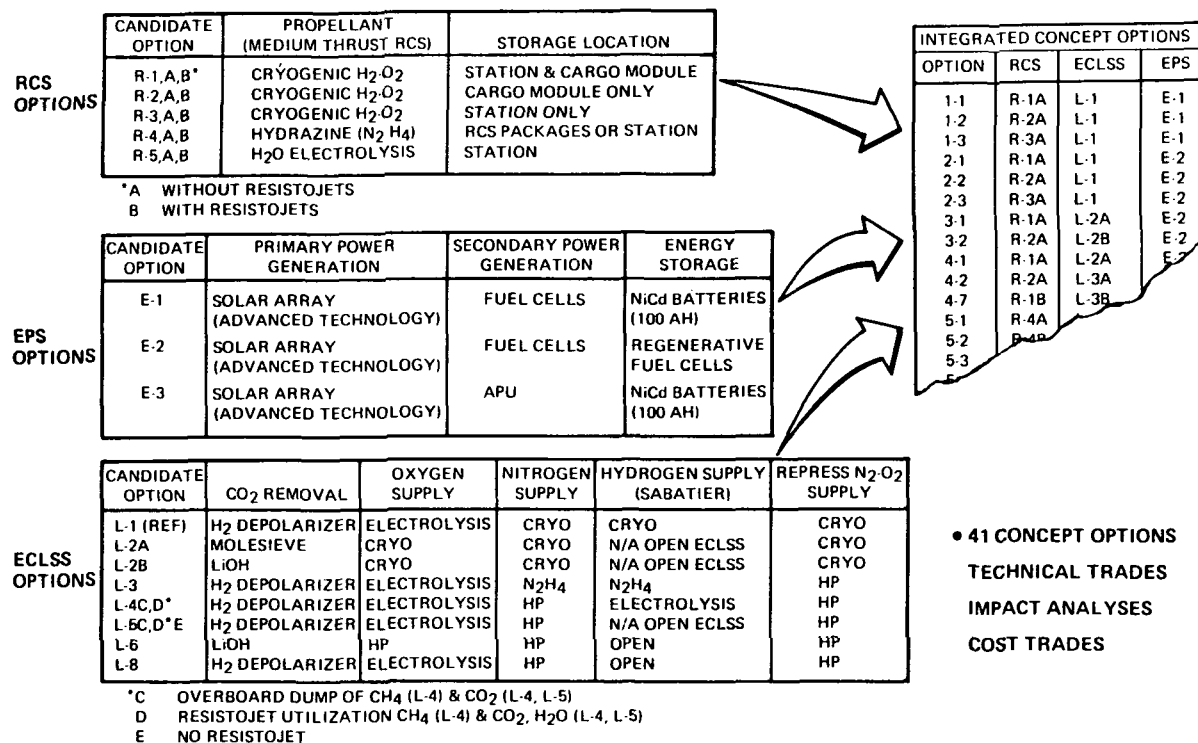 RCS OPTIONS
CANDIDATE OPTION PROPELLANT (MEDIUM THRUST RCS) STORAGE LOCATION
R-1,A,B* CRYOGENIC H2-O2 STATION & CARGO MODULE
R-2,A,B CRYOGENIC H2-O2 CARGO MODULE ONLY
R-3,A,B CRYOGENIC H2-O2 STATION ONLY
R-4,A,B HYDRAZINE (N2H4) RCS PACKAGES OR STATION
R-5,A,B H2O ELECTROLYSIS STATION
*A WITHOUT RESISTOJETS
B WITH RESISTOJETS
EPS OPTIONS
CANDIDATE OPTION PRIMARY POWER GENERATION SECONDARY POWER GENERATION ENERGY STORAGE
E-1 SOLAR ARRAY (ADVANCED TECHNOLOGY) FUEL CELLS NiCd BATTERIES (100 AH)
E-2 SOLAR ARRAY (ADVANCED TECHNOLOGY) FUEL CELLS REGENERATIVE FUEL CELLS
E-3 SOLAR ARRAY (ADVANCED TECHNOLOGY) APU NiCd BATTERIES (100 AH)
ECLSS OPTIONS
CANDIDATE OPTION CO2 REMOVAL OXYGEN SUPPLY NITROGEN SUPPLY HYDROGEN SUPPLY (SABATIER) REPRESS N2-O2 SUPPLY
L-1 (REF) H2 DEPOLARIZER ELECTROLYSIS CRYO CRYO CRYO
L-2A MOLESIEVE CRYO CRYO N/A OPEN ECLSS CRYO
L-2B LiOH CRYO CRYO N/A OPEN ECLSS CRYO
L-3 H2 DEPOLARIZER ELECTROLYSIS N2H4 N2H4 HP
L-4C,D* H2 DEPOLARIZER ELECTROLYSIS HP ELECTROLYSIS HP
L-5C,D*E H2 DEPOLARIZER ELECTROLYSIS HP N/A OPEN ECLSS HP
L-6 LiOH HP HP OPEN HP
L-8 H2 DEPOLARIZER ELECTROLYSIS HP OPEN HP
*C OVERBOARD DUMP OF CH4 (L-4) & CO2 (L-4, L-5)
D RESISTOJET UTILIZATION CH4 (L-4) & CO2, H2O (L-4, L-5)
E NO RESISTOJET
INTEGRATED CONCEPT OPTIONS
OPTION RCS ECLSS EPS
1-1 R-1A L-1 E-1
1-2 R-2A L-1 E-1
1-3 R-3A L-1 E-1
2-1 R-1A L-1 E-2
2-2 R-2A L-1 E-2
2-3 R-3A L-1 E-2
3-1 R-1A L-2A E-2
3-2 R-2A L-2B E-2
4-1 R-1A L-2A E-2
4-2 R-2A L-3A
4-7 R-1B L-3B
5-1 R-4A
5-2 R-4B
5-3
• 41 CONCEPT OPTIONS
TECHNICAL TRADES
IMPACT ANALYSES
COST TRADES